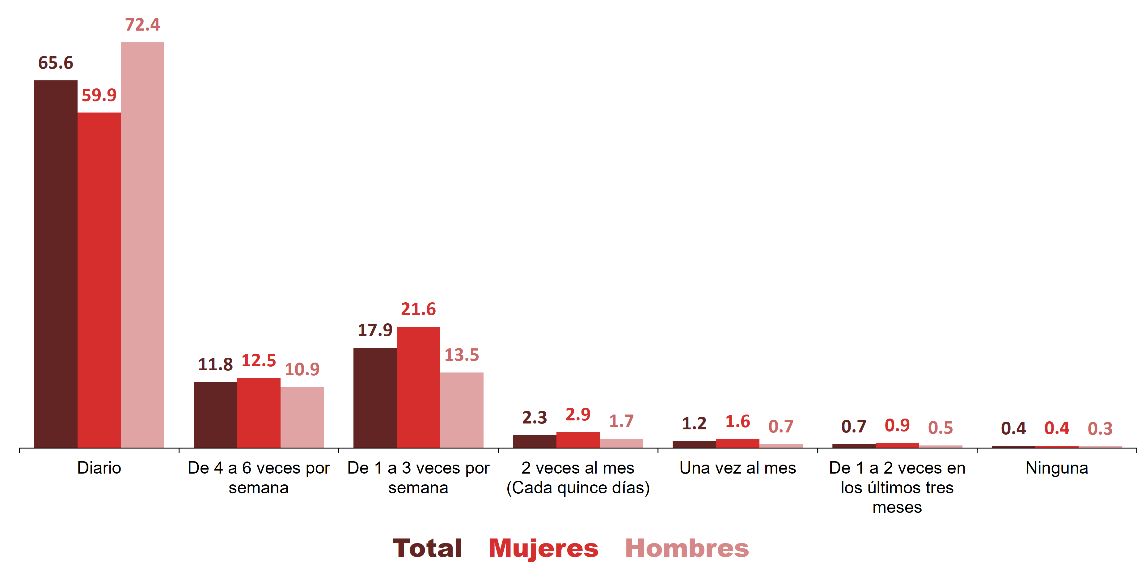 72.4
65.6
59.9
21.6
17.9
11.8 12.5 10.9
13.5
2.3 2.9 1.7
1.2 1.6 0.7
0.7 0.9 0.5
0.4 0.4 0.3
Diario
De 4 a 6 veces por
semana
De 1 a 3 veces por
semana
2 veces al mes
(Cada quince días)
Una vez al mes
De 1 a 2 veces en
los últimos tres
meses
Ninguna
Total Mujeres Hombres